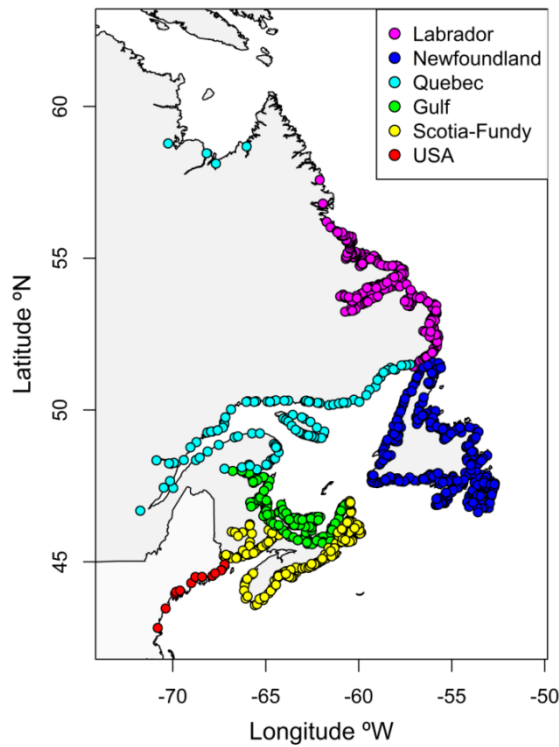 Labrador
Newfoundland
Quebec
Gulf
Scotia-Fundy
USA
60
55
50
45
Latitude ºN
-70
-65
-60
-55
-50
Longitude ºW